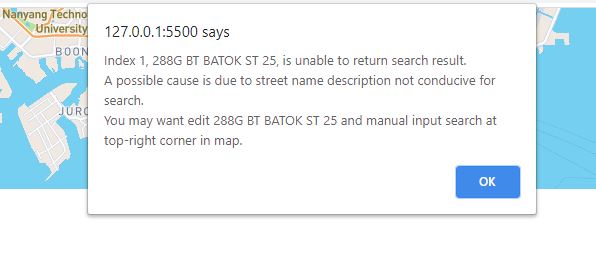 Nanyang Techno
University
BOON
JURO
127.0.0.1:5500 says
Index 1, 288G BT BATOK ST 25, is unable to return search result.
A possible cause is due to street name description not conducive for
search.
You may want edit 288G BT BATOK ST 25 and manual input search at
top-right corner in map.
OK